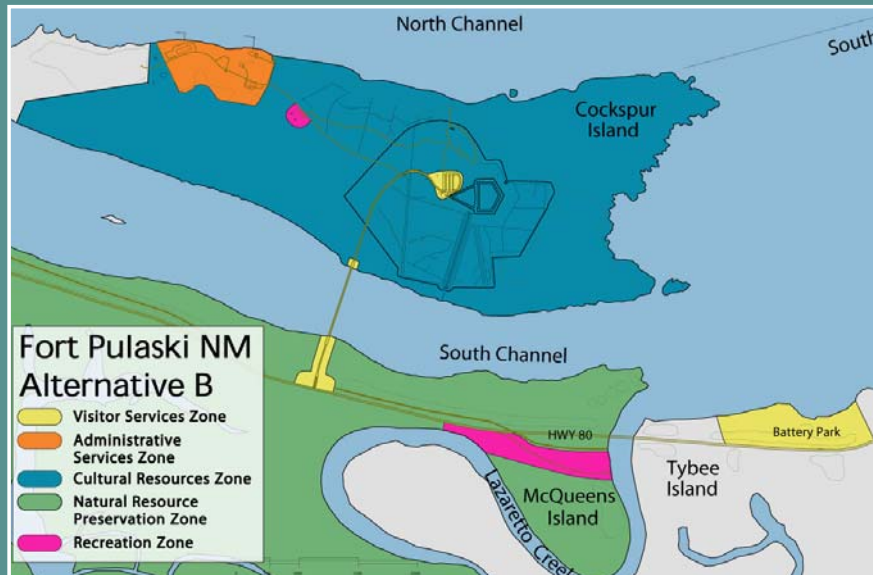 North Channel
South
Cockspur
Island
Fort Pulaski NM
Alternative B
Visitor Services Zone
Administrative
Services Zone
Cultural Resources Zone
Natural Resource
Preservation Zone
Recreation Zone
South Channel
HWY 80
Battery Park
Tybee
Island
McQueens
Island
Lazaretto Creek